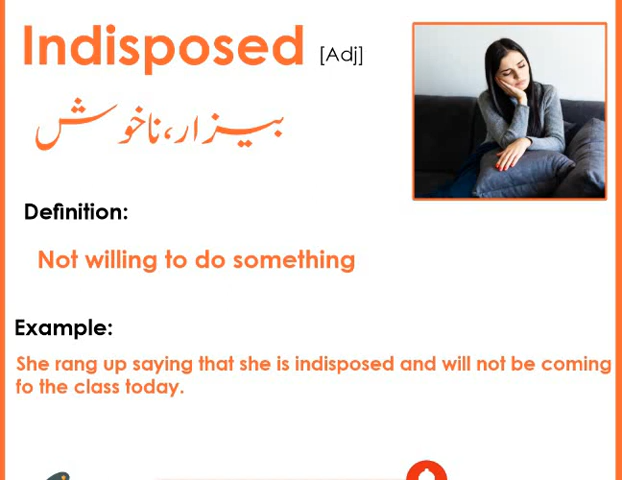 Indisposed [Adj]
بیزار،ناخوش
Definition:
Not willing to do something
Example:
She rang up saying that she is indisposed and will not be coming
fo the class today.